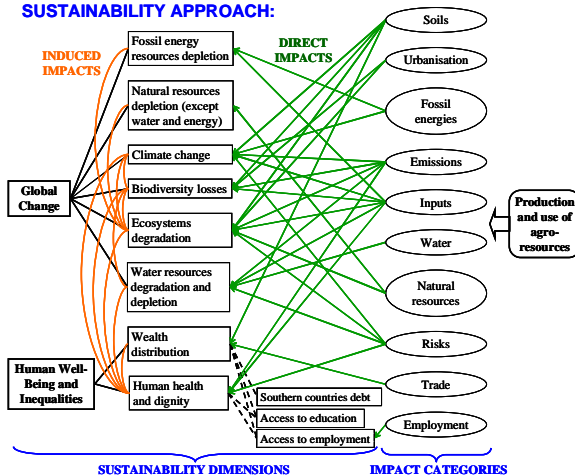 SUSTAINABILITY APPROACH:
INDUCED
IMPACTS
DIRECT
IMPACTS
Fossil energy
resources depletion
Natural resources
depletion (except
water and energy)
Climate change
Biodiversity losses
Ecosystems
degradation
Water resources
degradation and
depletion
Wealth
distribution
Human health
and dignity
Global
Change
Human Well-
Being and
Inequalities
Southern countries debt
Access to education
Access to employment
Soils
Urbanisation
Fossil
energies
Emissions
Inputs
Water
Natural
resources
Risks
Trade
Employment
Production
and use of
agro-
resources
SUSTAINABILITY DIMENSIONS
IMPACT CATEGORIES